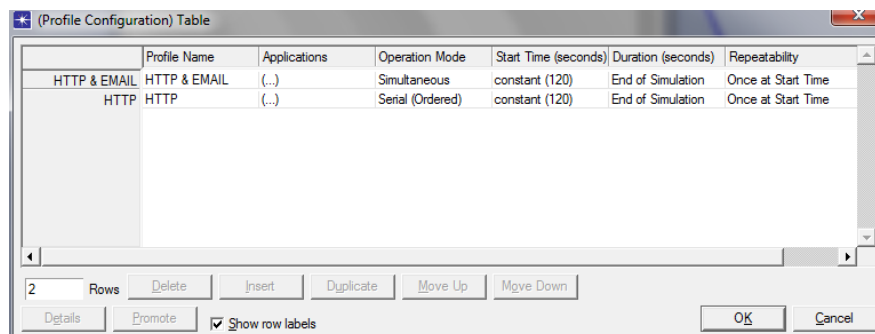 (Profile Configuration) Table
Profile Name Applications Operation Mode Start Time (seconds) Duration (seconds) Repeatability
HTTP & EMAIL HTTP & EMAIL (...) Simultaneous constant (120) End of Simulation Once at Start Time
HTTP HTTP (...) Serial (Ordered) constant (120) End of Simulation Once at Start Time
2 Rows Delete Insert Duplicate Move Up Move Down
Details Promote Show row labels OK Cancel